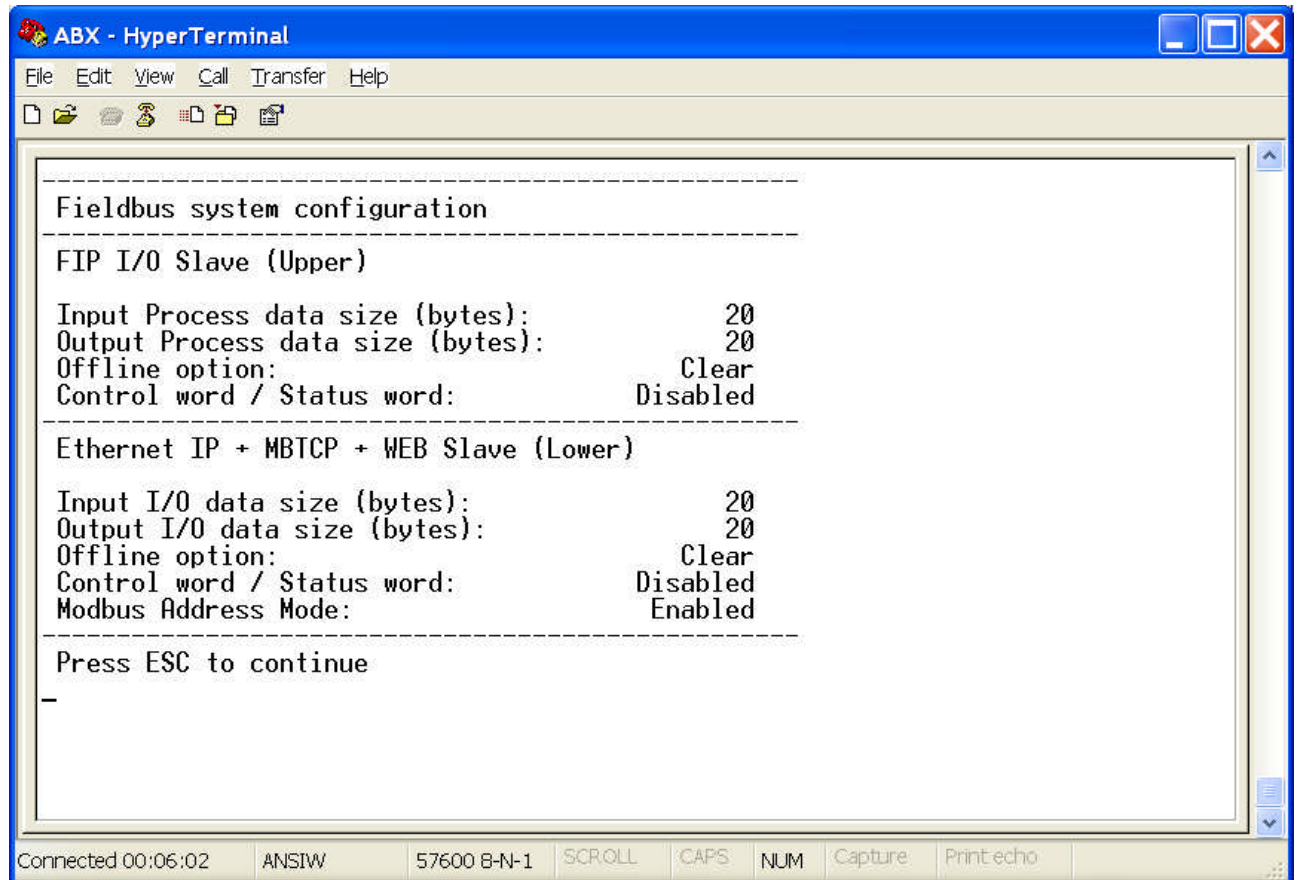 ABX - HyperTerminal
File Edit View Call Transfer Help
------------------------------------------------------
Fieldbus system configuration
------------------------------------------------------
FIP I/O Slave (Upper)
Input Process data size (bytes): 20
Output Process data size (bytes): 20
Offline option: Clear
Control word / Status word: Disabled
------------------------------------------------------
Ethernet IP + MBTCP + WEB Slave (Lower)
Input I/O data size (bytes): 20
Output I/O data size (bytes): 20
Offline option: Clear
Control word / Status word: Disabled
Modbus Address Mode: Enabled
------------------------------------------------------
Press ESC to continue
_
Connected 00:06:02 ANSIW 57600 8-N-1 SCROLL CAPS NUM Capture Print echo